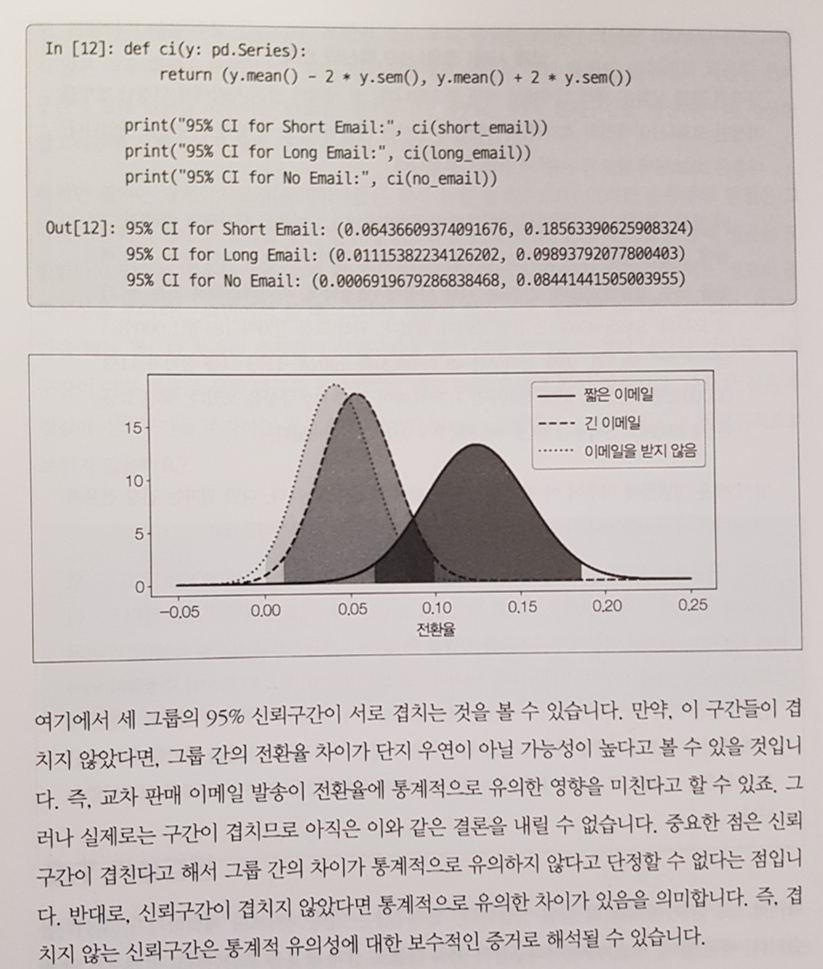 In [12]: def ci(y: pd.Series):
return (y.mean() - 2 * y.sem(), y.mean() + 2 * y.sem())
print("95% CI for Short Email:", ci(short_email))
print("95% CI for Long Email:", ci(long_email))
print("95% CI for No Email:", ci(no_email))
Out[12]: 95% CI for Short Email: (0.06436609374091676, 0.18563390625908324)
95% CI for Long Email: (0.01115382234126202, 0.09893792077800403)
95% CI for No Email: (0.0006919679286838468, 0.08441441505003955)
짧은 이메일
긴 이메일
이메일을 받지 않음
15
10
5
0
−0.05 0.00 0.05 0.10 0.15 0.20 0.25
전환율
여기에서 세 그룹의 95% 신뢰구간이 서로 겹치는 것을 볼 수 있습니다. 만약, 이 구간들이 겹
치지 않았다면, 그룹 간의 전환율 차이가 단지 우연이 아닐 가능성이 높다고 볼 수 있을 것입니
다. 즉, 교차 판매 이메일 발송이 전환율에 통계적으로 유의한 영향을 미친다고 할 수 있죠. 그
러나 실제로는 구간이 겹치므로 아직은 이와 같은 결론을 내릴 수 없습니다. 중요한 점은 신뢰
구간이 겹친다고 해서 그룹 간의 차이가 통계적으로 유의하지 않다고 단정할 수 없다는 점입니
다. 반대로, 신뢰구간이 겹치지 않았다면 통계적으로 유의한 차이가 있음을 의미합니다. 즉, 겹
치지 않는 신뢰구간은 통계적 유의성에 대한 보수적인 증거로 해석될 수 있습니다.